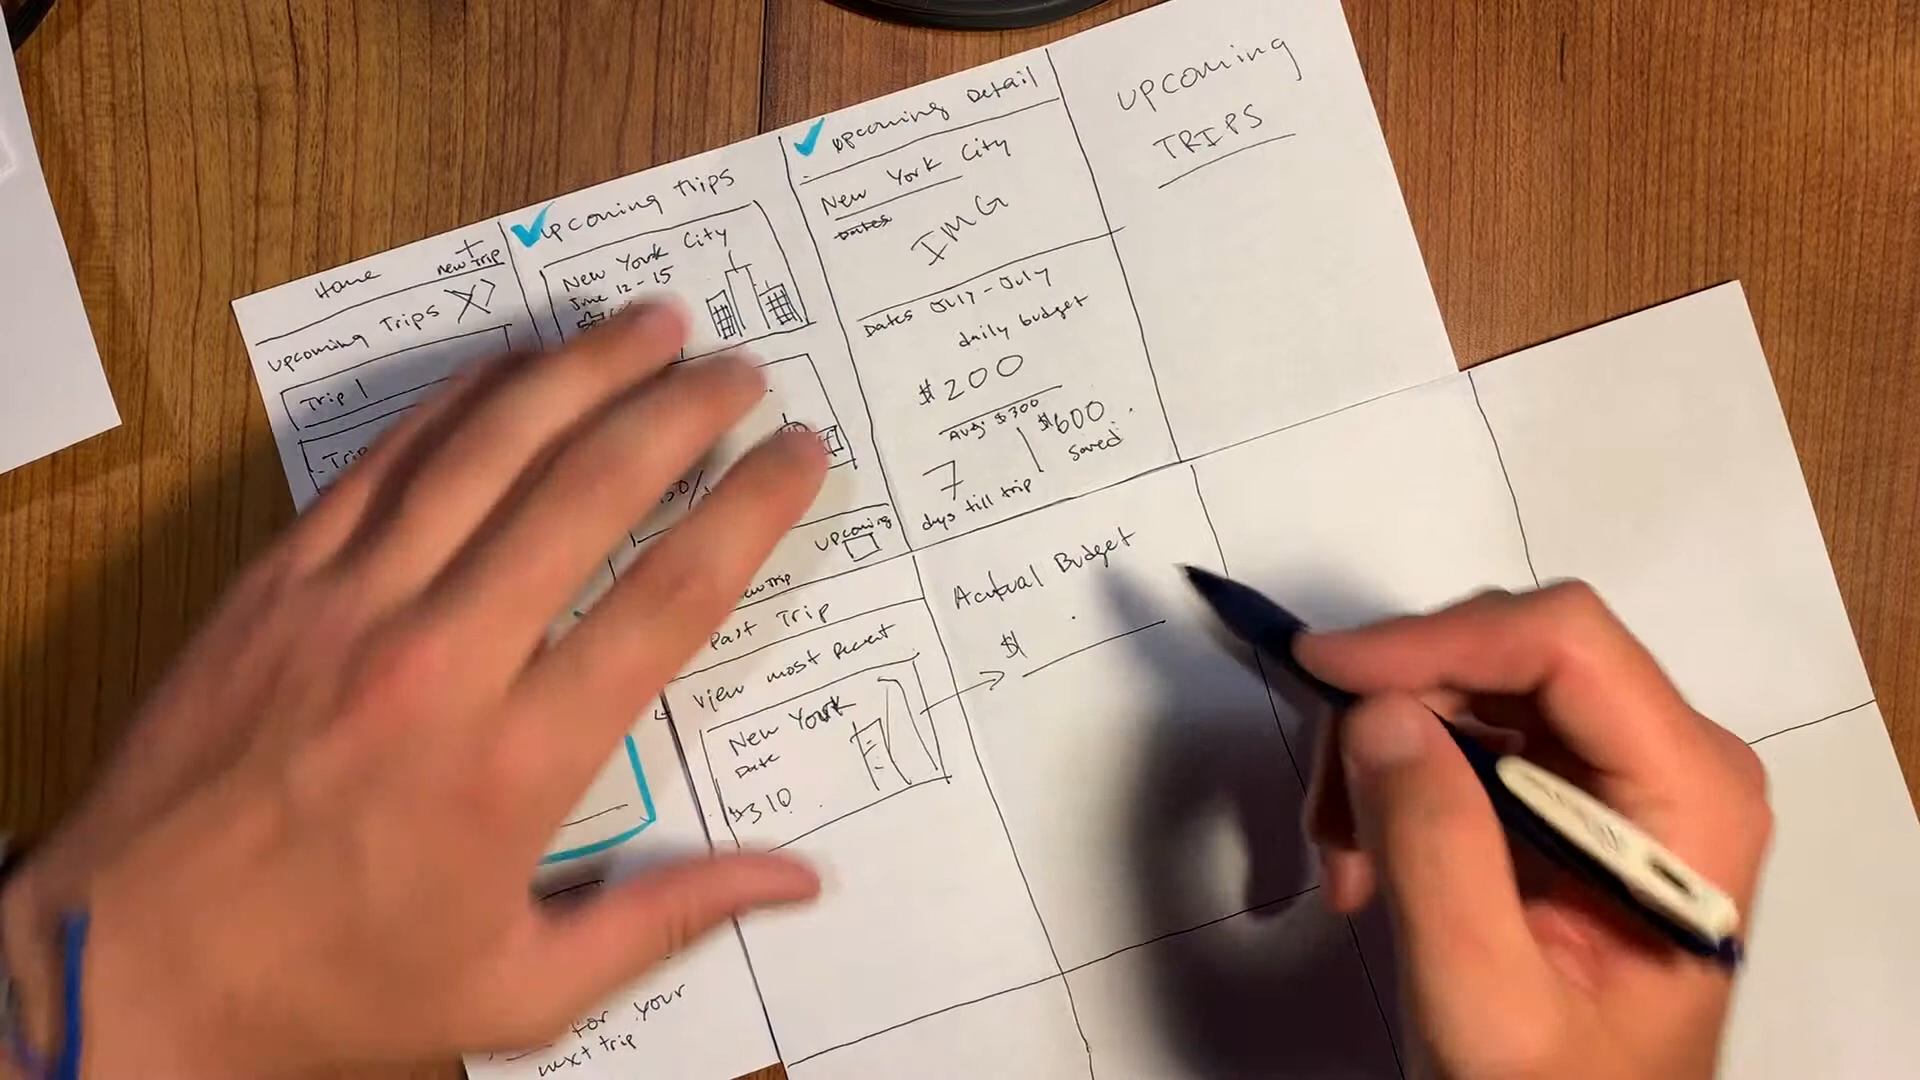 Home
+
new trip
Upcoming Trips
Trip 1
Trip
Upcoming trips
New York City
June 12-15
Upcoming
Upcoming Detail
New York City
Dates
IMG
Dates July - July
daily budget
$200
Avg: $300
7
days till trip
$600
saved
Upcoming
TRIPS
Past Trip
View most recent
New York
Date
$310
Actual Budget
$
for your
next trip